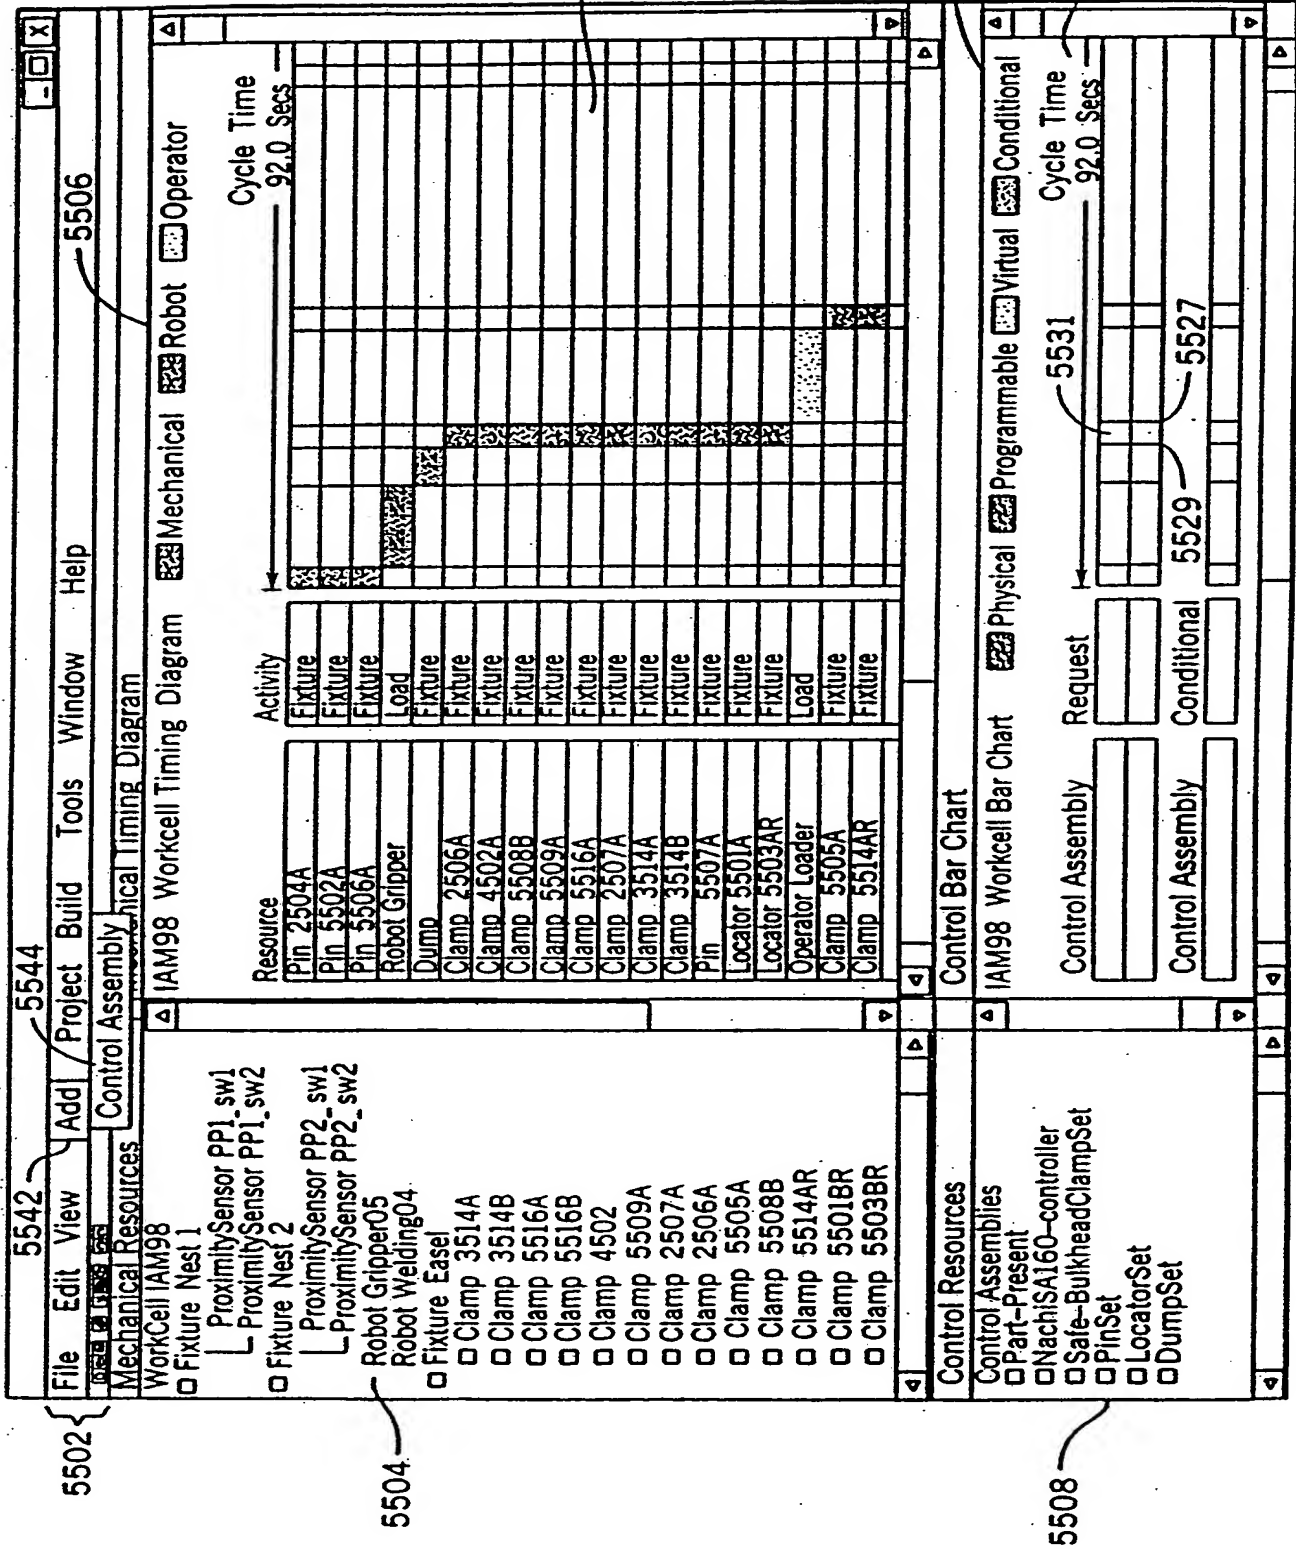 5542
5544
5502
File Edit View Add Project Build Tools Window Help
Control Assembly
Mechanical Resources
nical Timing Diagram
5506
WorkCell IAM98
Fixture Nest 1
ProximitySensor PP1_sw1
ProximitySensor PP1_sw2
Fixture Nest 2
ProximitySensor PP2_sw1
ProximitySensor PP2_sw2
Robot Gripper05
Robot Welding04
Fixture Easel
Clamp 3514A
Clamp 3514B
Clamp 5516A
Clamp 5516B
Clamp 4502
Clamp 5509A
Clamp 2507A
Clamp 2506A
Clamp 5505A
Clamp 5508B
Clamp 5514AR
Clamp 5501BR
Clamp 5503BR
5504
IAM98 Workcell Timing Diagram Mechanical Robot Operator
Cycle Time
92.0 Secs
Resource Activity
Pin 2504A Fixture
Pin 5502A Fixture
Pin 5506A Fixture
Robot Gripper Load
Dump Fixture
Clamp 2506A Fixture
Clamp 4502A Fixture
Clamp 5508B Fixture
Clamp 5509A Fixture
Clamp 5516A Fixture
Clamp 2507A Fixture
Clamp 3514A Fixture
Clamp 3514B Fixture
Pin 5507A Fixture
Locator 5501A Fixture
Locator 5503AR Fixture
Operator Loader Load
Clamp 5505A Fixture
Clamp 5514AR Fixture
Control Resources
Control Assemblies
Part-Present
NachiSA160-controller
Safe-BulkheadClampSet
PinSet
LocatorSet
DumpSet
5508
Control Bar Chart
IAM98 Workcell Bar Chart Physical Programmable Virtual Conditional
Cycle Time
92.0 Secs
5531
Control Assembly Request
5529
5527
Control Assembly Conditional